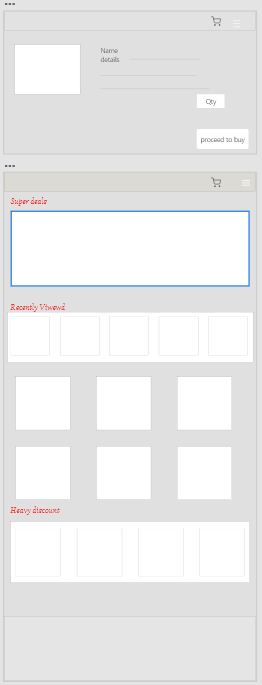 Name
details
Qty
proceed to buy
Super deals
Recently Viwewd
Heavy discount